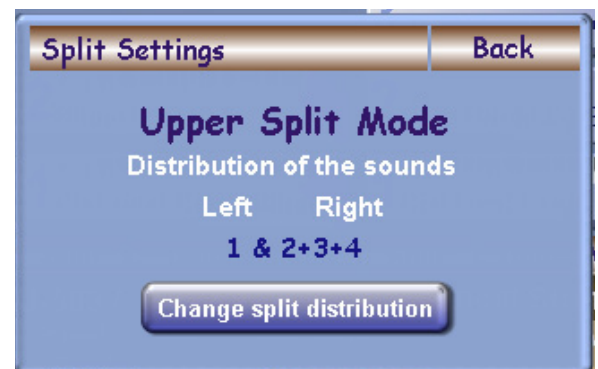 Split Settings Back
Upper Split Mode
Distribution of the sounds
Left Right
1 & 2+3+4
Change split distribution